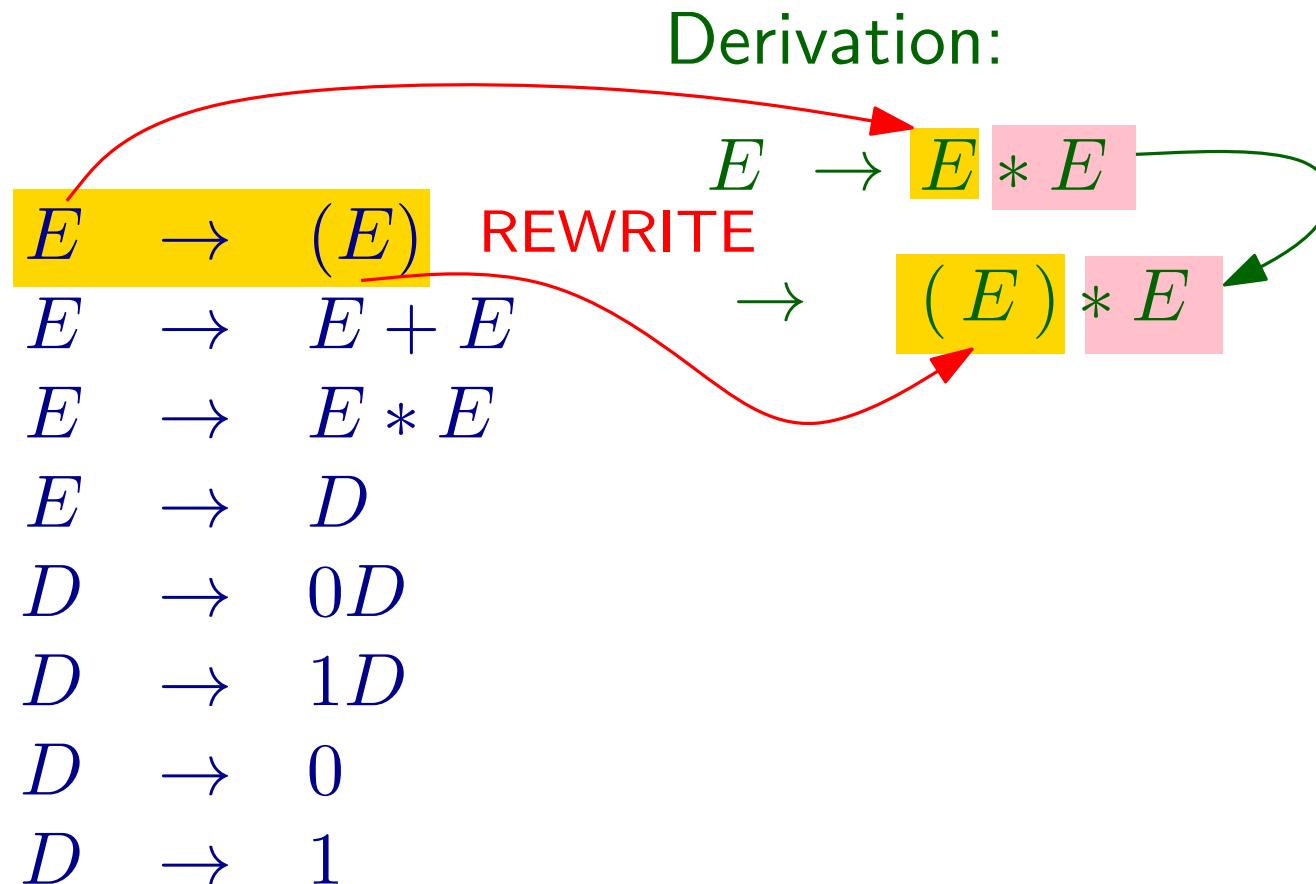 Derivation:
E → E ∗ E
E → (E)
REWRITE
→ ( E ) ∗ E
E → E + E
E → E ∗ E
E → D
D → 0D
D → 1D
D → 0
D → 1